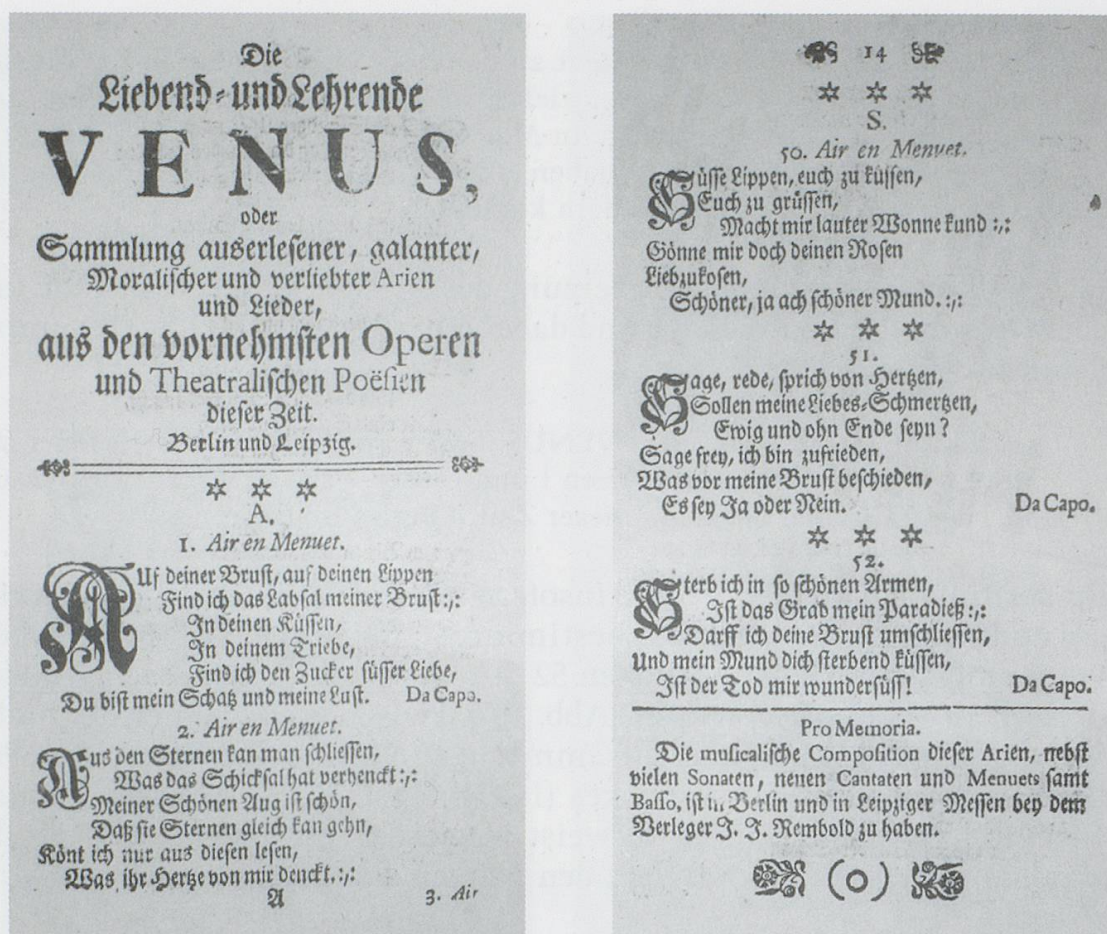 Die
Liebend- und Lehrende
VENUS,
oder
Sammlung auserlesener, galanter,
Moralischer und verliebter Arien
und Lieder,
aus den vornehmsten Operen
und Theatralischen Poësien
dieser Zeit.
Berlin und Leipzig.
A.
1. Air en Menuet.
AUf deiner Brust, auf deinen Lippen
Find ich das Labsal meiner Brust:,:
In deinen Küssen,
In deinem Triebe,
Find ich den Zucker süsser Liebe,
Du bist mein Schatz und meine Lust. Da Capo.
2. Air en Menuet.
Aus den Sternen kan man schliessen,
Was das Schicksal hat verhenckt:,:
Meiner Schönen Aug ist schön,
Daß sie Sternen gleich kan gehn,
Könt ich nur aus diesen lesen,
Was ihr Hertze von mir denckt.:,:
A 3. Air
14
S.
50. Air en Menuet.
Süsse Lippen, euch zu küssen,
Euch zu grüssen,
Macht mir lauter Wonne kund:,:
Gönne mir doch deinen Rosen
Liebzukosen,
Schöner, ja ach schöner Mund.:,:
51.
Sage, rede, sprich von Hertzen,
Sollen meine Liebes-Schmertzen,
Ewig und ohn Ende seyn?
Sage frey, ich bin zufrieden,
Was vor meine Brust beschieden,
Es sey Ja oder Nein. Da Capo.
52.
Sterb ich in so schönen Armen,
Ist das Grab mein Paradieß:,:
Darff ich deine Brust umschliessen,
Und mein Mund dich sterbend küssen,
Ist der Tod mir wundersüss! Da Capo.
Pro Memoria.
Die musicalische Composition dieser Arien, nebst
vielen Sonaten, neuen Cantaten und Menuets samt
Basso, ist in Berlin und in Leipziger Messen bey dem
Verleger J. J. Rembold zu haben.
(o)